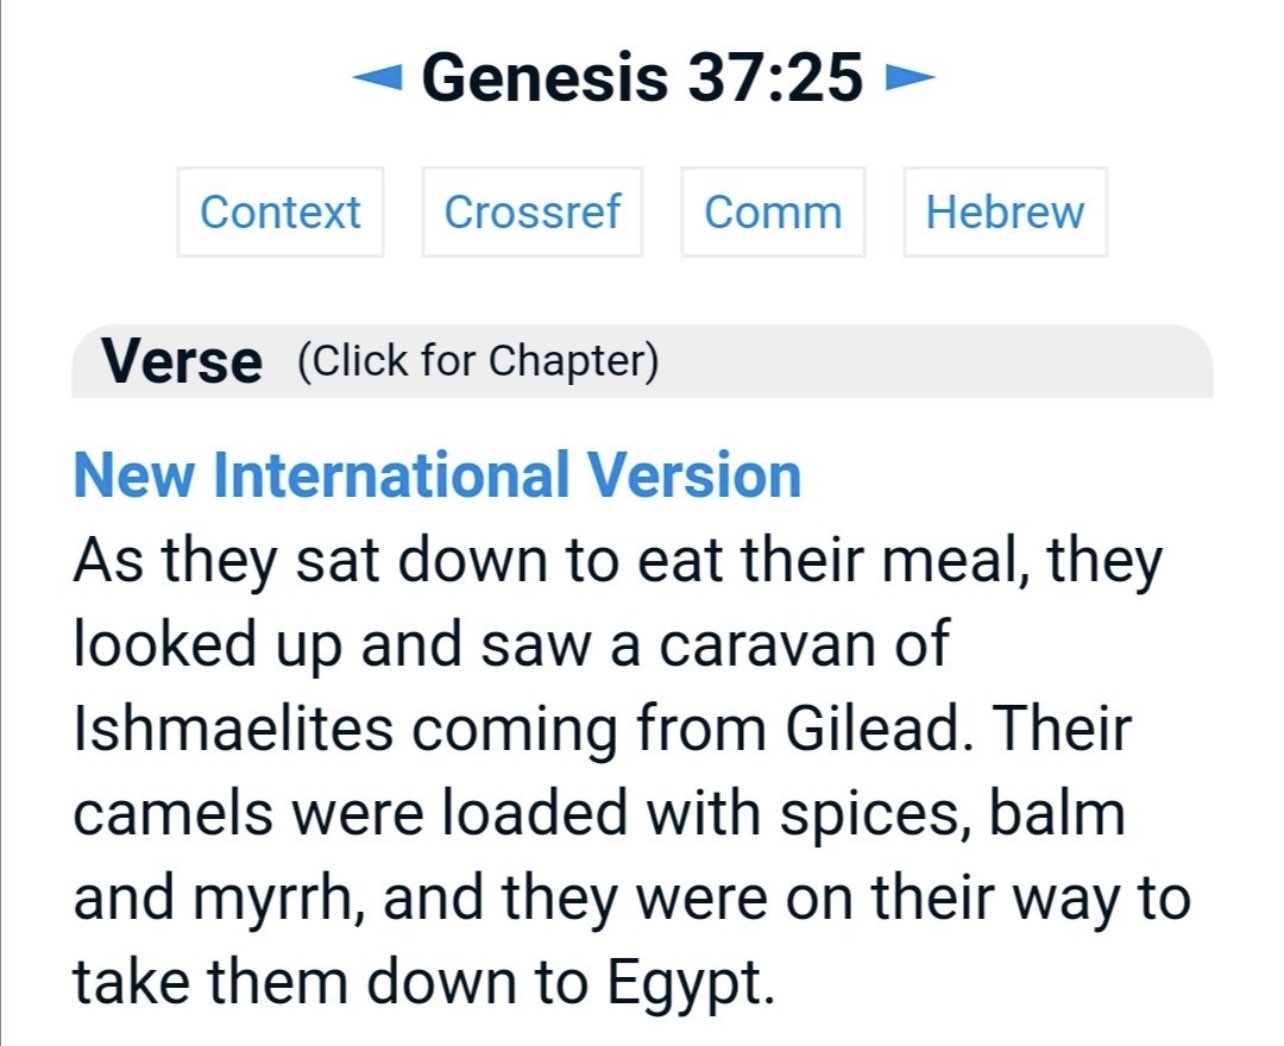 ◄ Genesis 37:25 ►
Context Crossref Comm Hebrew
Verse (Click for Chapter)
New International Version
As they sat down to eat their meal, they
looked up and saw a caravan of
Ishmaelites coming from Gilead. Their
camels were loaded with spices, balm
and myrrh, and they were on their way to
take them down to Egypt.